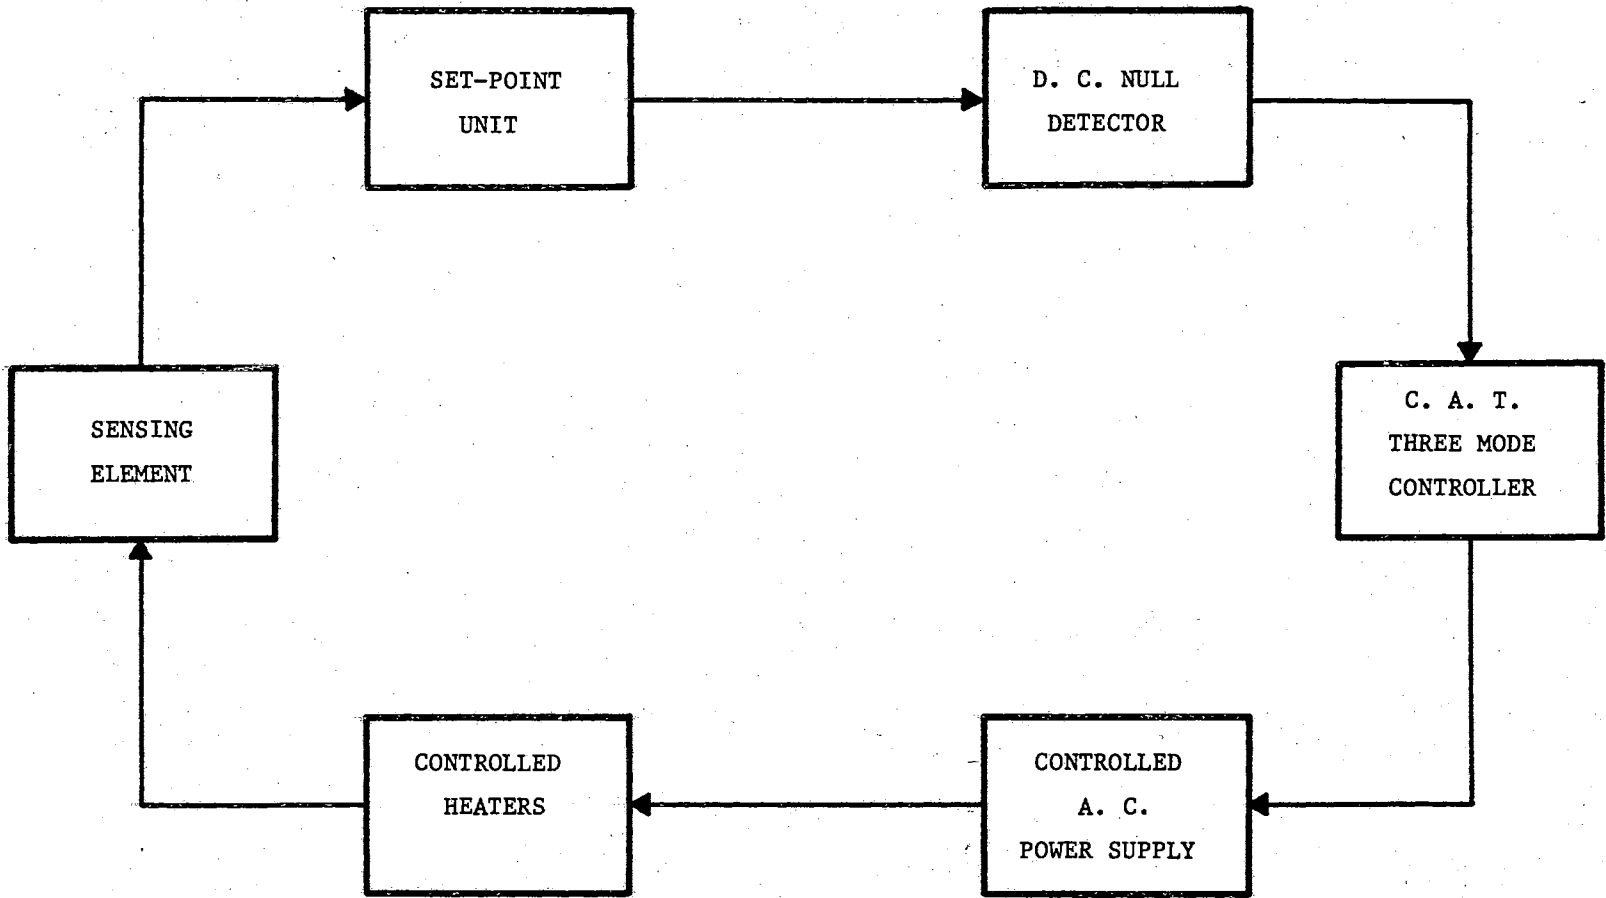 SET-POINT
UNIT
D. C. NULL
DETECTOR
SENSING
ELEMENT
C. A. T.
THREE MODE
CONTROLLER
CONTROLLED
HEATERS
CONTROLLED
A. C.
POWER SUPPLY